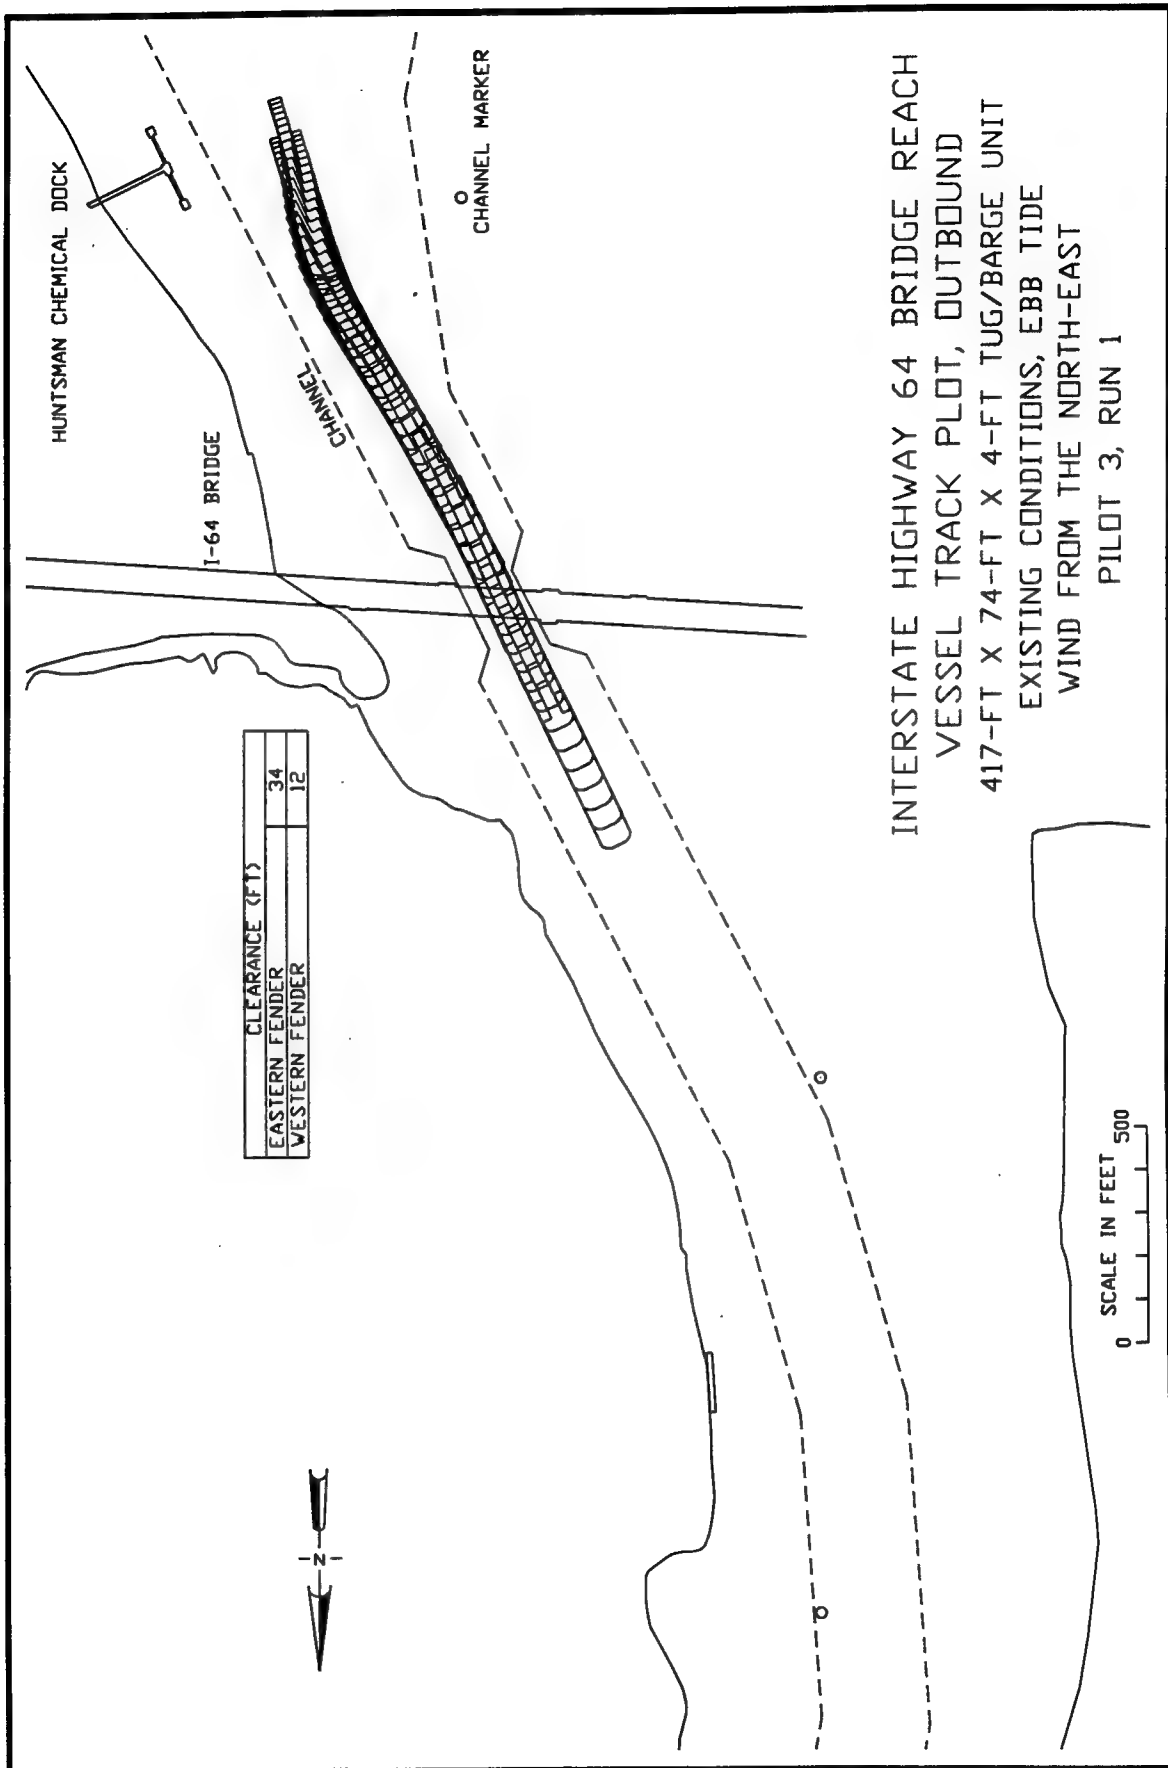 HUNTSMAN CHEMICAL DOCK
I-64 BRIDGE
CHANNEL
CHANNEL MARKER
CLEARANCE (FT)
EASTERN FENDER 34
WESTERN FENDER 12
N
SCALE IN FEET
0 500
INTERSTATE HIGHWAY 64 BRIDGE REACH
VESSEL TRACK PLOT, OUTBOUND
417-FT X 74-FT X 4-FT TUG/BARGE UNIT
EXISTING CONDITIONS, EBB TIDE
WIND FROM THE NORTH-EAST
PILOT 3, RUN 1